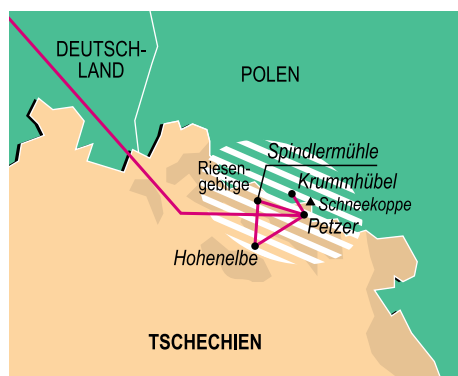 DEUTSCH-
LAND
POLEN
Spindlermühle
Riesen-
gebirge
Krummhübel
Schneekoppe
Petzer
Hohenelbe
TSCHECHIEN